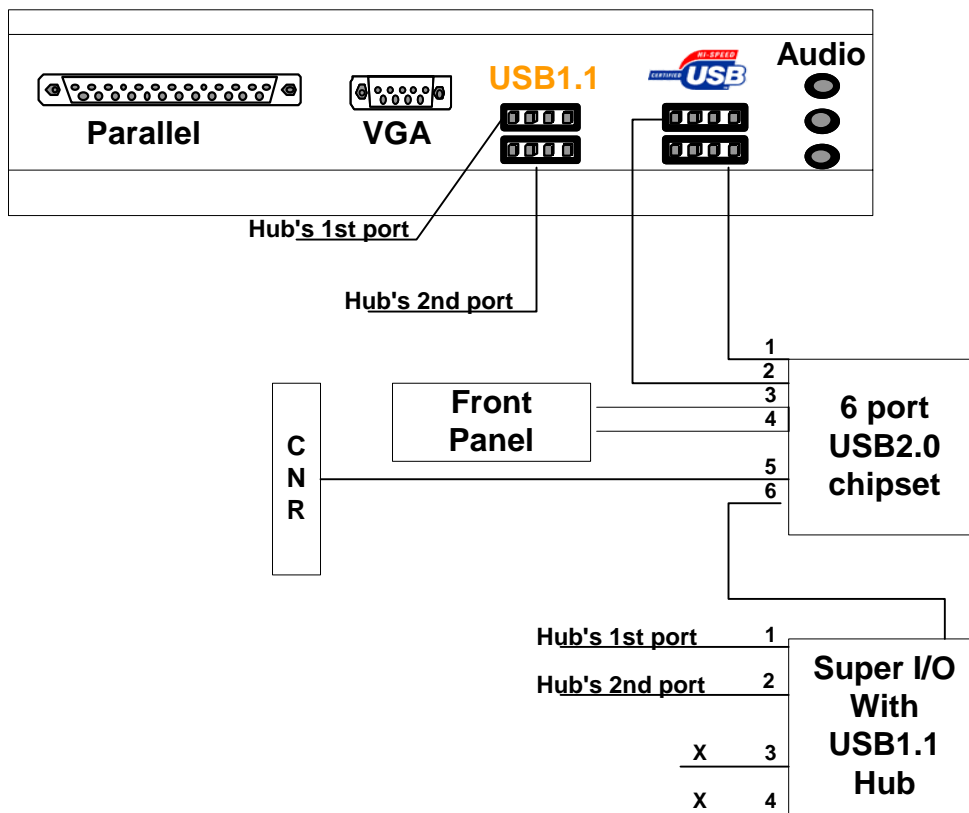 Parallel
VGA
USB1.1
HI-SPEED
CERTIFIED
USB
Audio
Hub's 1st port
Hub's 2nd port
1
2
3
4
5
6
6 port
USB2.0
chipset
Front
Panel
C
N
R
Hub's 1st port
1
Hub's 2nd port
2
X
3
X
4
Super I/O
With
USB1.1
Hub